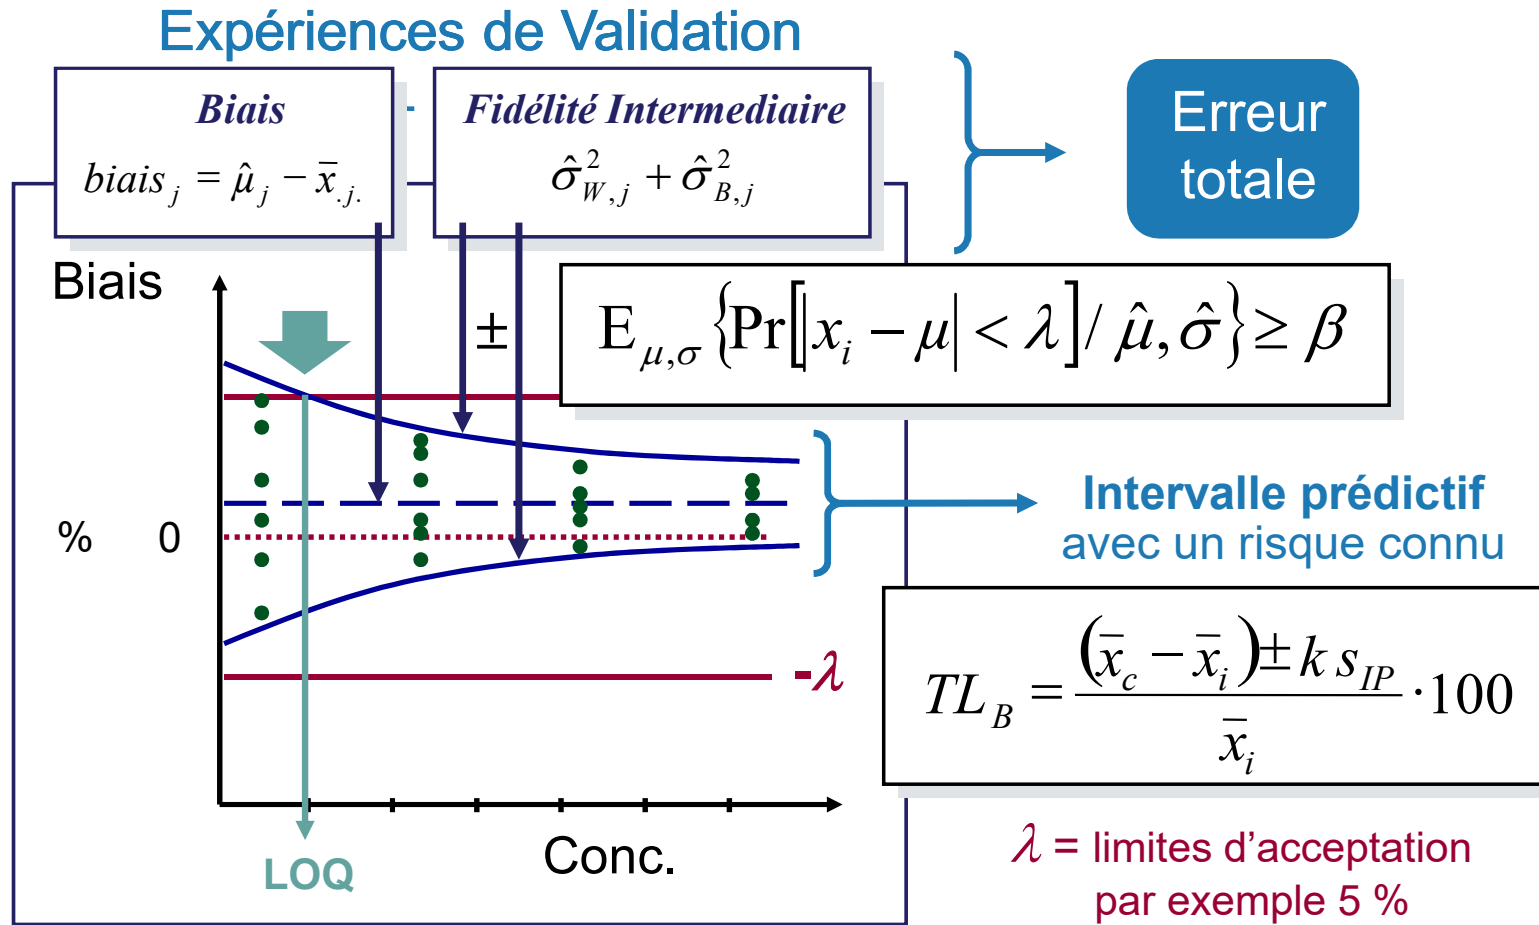 Expériences de Validation
Biais
biais_j = μ̂_j − x̄_.j.
Fidélité Intermediaire
σ̂²_W,j + σ̂²_B,j
Erreur
totale
Biais
±
E_μ,σ {Pr[|x_i − μ| < λ]/ μ̂, σ̂} ≥ β
% 0
Intervalle prédictif
avec un risque connu
-λ
TL_B = ((x̄_c − x̄_i) ± k s_IP) / x̄_i · 100
Conc.
LOQ
λ = limites d'acceptation
par exemple 5 %